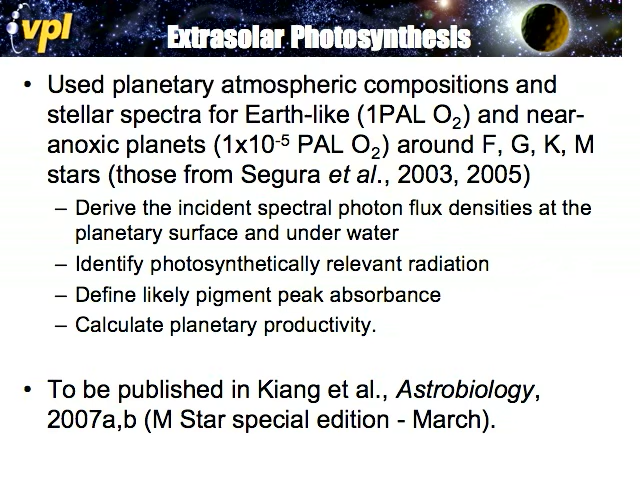 vpl
Extrasolar Photosynthesis
• Used planetary atmospheric compositions and
stellar spectra for Earth-like (1PAL O₂) and near-
anoxic planets (1x10⁻⁵ PAL O₂) around F, G, K, M
stars (those from Segura et al., 2003, 2005)
– Derive the incident spectral photon flux densities at the
planetary surface and under water
– Identify photosynthetically relevant radiation
– Define likely pigment peak absorbance
– Calculate planetary productivity.
• To be published in Kiang et al., Astrobiology,
2007a,b (M Star special edition - March).